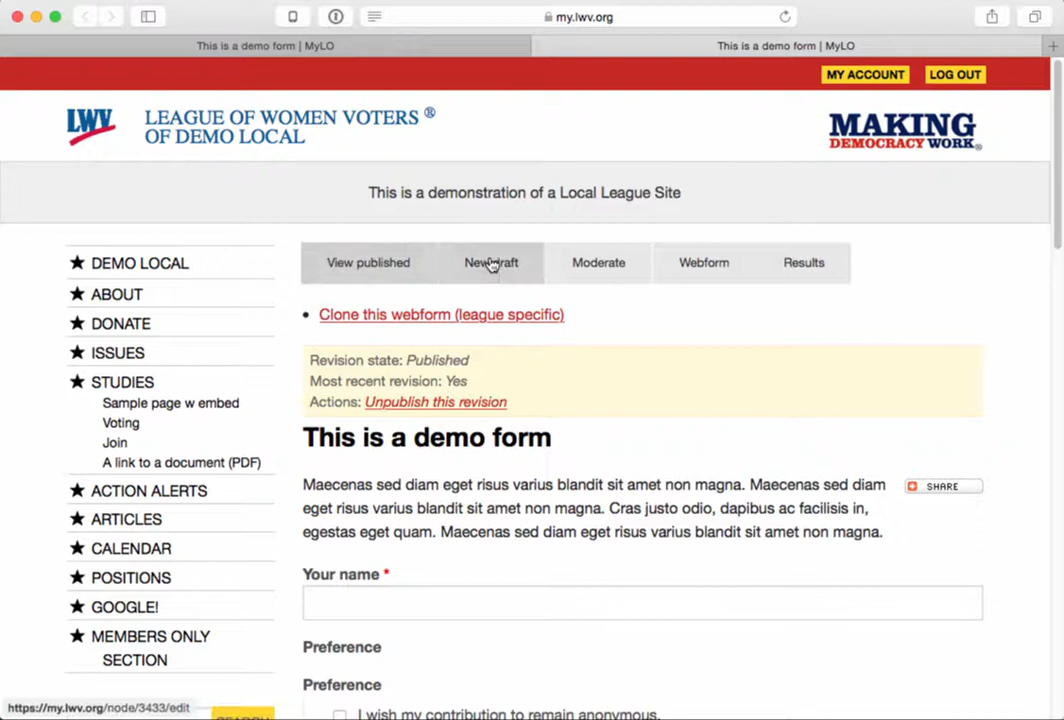 my.lwv.org
This is a demo form | MyLO
This is a demo form | MyLO
MY ACCOUNT
LOG OUT
LWV
LEAGUE OF WOMEN VOTERS ®
OF DEMO LOCAL
MAKING
DEMOCRACY WORK®
This is a demonstration of a Local League Site
DEMO LOCAL
ABOUT
DONATE
ISSUES
STUDIES
Sample page w embed
Voting
Join
A link to a document (PDF)
ACTION ALERTS
ARTICLES
CALENDAR
POSITIONS
GOOGLE!
MEMBERS ONLY
SECTION
SEARCH
View published
New draft
Moderate
Webform
Results
Clone this webform (league specific)
Revision state: Published
Most recent revision: Yes
Actions: Unpublish this revision
This is a demo form
Maecenas sed diam eget risus varius blandit sit amet non magna. Maecenas sed diam
eget risus varius blandit sit amet non magna. Cras justo odio, dapibus ac facilisis in,
egestas eget quam. Maecenas sed diam eget risus varius blandit sit amet non magna.
SHARE
Your name *
Preference
Preference
I wish my contribution to remain anonymous.
https://my.lwv.org/node/3433/edit